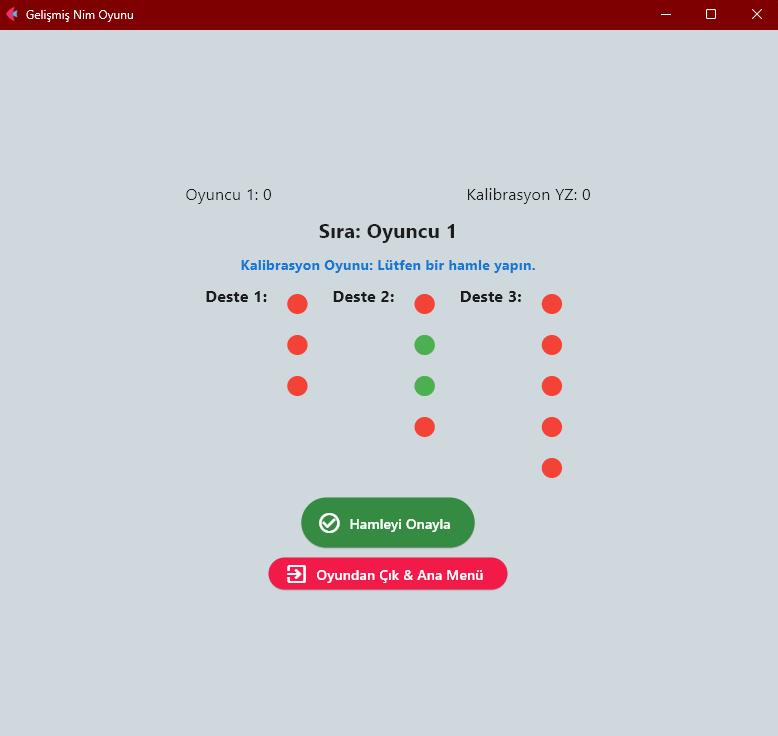 Gelişmiş Nim Oyunu
Oyuncu 1: 0 Kalibrasyon YZ: 0
Sıra: Oyuncu 1
Kalibrasyon Oyunu: Lütfen bir hamle yapın.
Deste 1: Deste 2: Deste 3:
Hamleyi Onayla
Oyundan Çık & Ana Menü